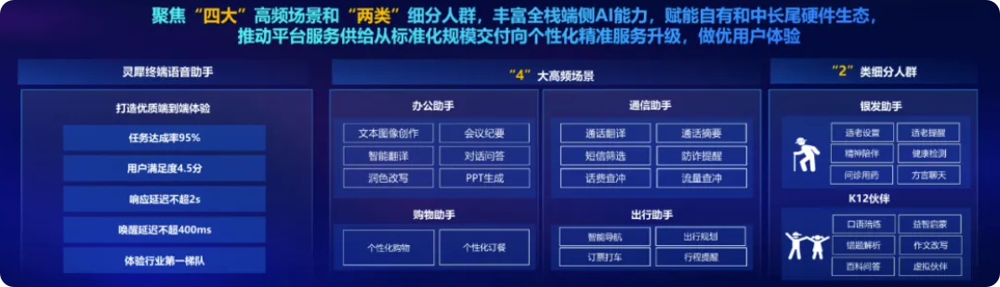 聚焦“四大”高频场景和“两类”细分人群，丰富全栈端侧AI能力，赋能自有和中长尾硬件生态，
推动平台服务供给从标准化规模交付向个性化精准服务升级，做优用户体验
灵犀终端语音助手
打造优质端到端体验
任务达成率95%
用户满足度4.5分
响应延迟不超2s
唤醒延迟不超400ms
体验行业第一梯队
“4”大高频场景
办公助手
文本图像创作 会议纪要
智能翻译 对话问答
润色改写 PPT生成
通信助手
通话翻译 通话摘要
短信筛选 防诈提醒
话费查冲 流量查冲
购物助手
个性化购物 个性化订餐
出行助手
智能导航 出行规划
订票打车 行程提醒
“2”类细分人群
银发助手
适老设置 适老提醒
精神陪伴 健康检测
问诊用药 方言聊天
K12伙伴
口语陪练 益智启蒙
错题解析 作文改写
百科问答 虚拟伙伴